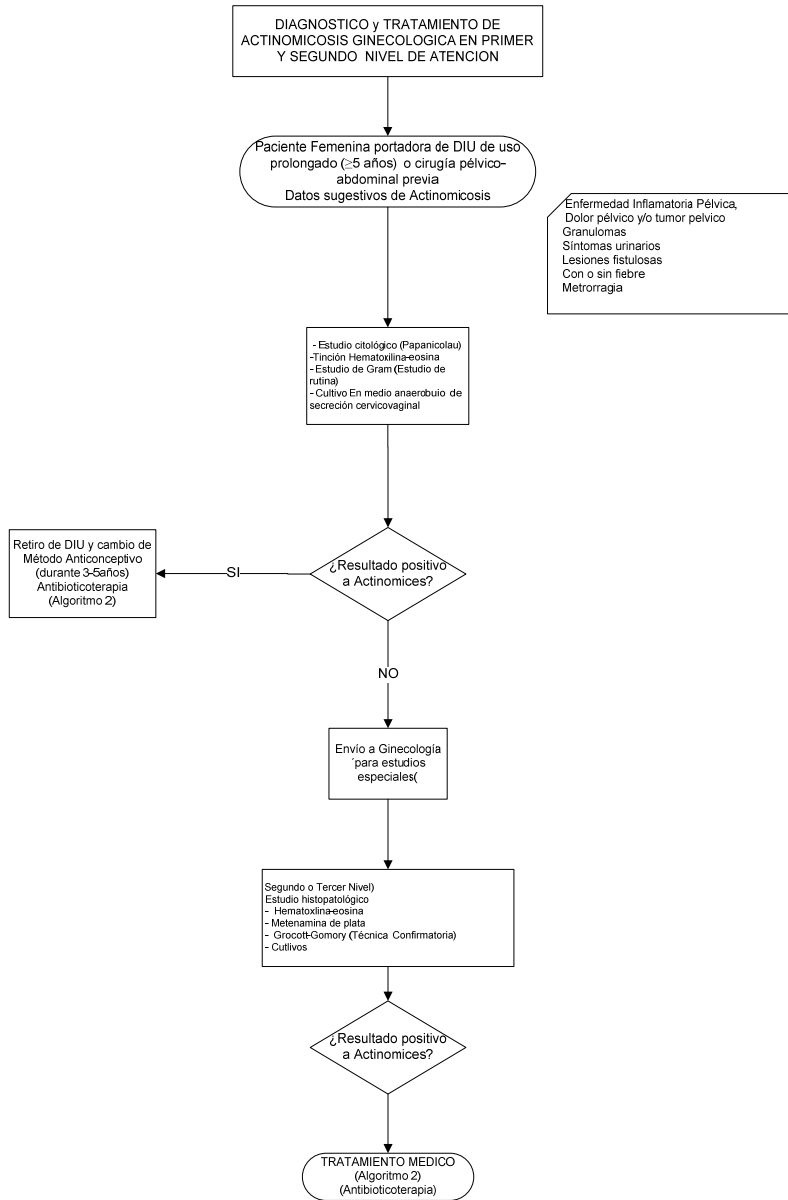 DIAGNOSTICO y TRATAMIENTO DE
ACTINOMICOSIS GINECOLOGICA EN PRIMER
Y SEGUNDO NIVEL DE ATENCION
Paciente Femenina portadora de DIU de uso
prolongado (≥5 años) o cirugía pélvico-
abdominal previa
Datos sugestivos de Actinomicosis
Enfermedad Inflamatoria Pélvica,
Dolor pélvico y/o tumor pelvico
Granulomas
Síntomas urinarios
Lesiones fistulosas
Con o sin fiebre
Metrorragia
- Estudio citológico (Papanicolau)
-Tinción Hematoxilina-eosina
- Estudio de Gram (Estudio de
rutina)
- Cultivo En medio anaerobuio de
secreción cervicovaginal
¿Resultado positivo
a Actinomices?
SI
Retiro de DIU y cambio de
Método Anticonceptivo
(durante 3-5años)
Antibioticoterapia
(Algoritmo 2)
NO
Envío a Ginecología
´para estudios
especiales(
Segundo o Tercer Nivel)
Estudio histopatológico
- Hematoxlina-eosina
- Metenamina de plata
- Grocott-Gomory (Técnica Confirmatoria)
- Cutlivos
¿Resultado positivo
a Actinomices?
TRATAMIENTO MEDICO
(Algoritmo 2)
(Antibioticoterapia)